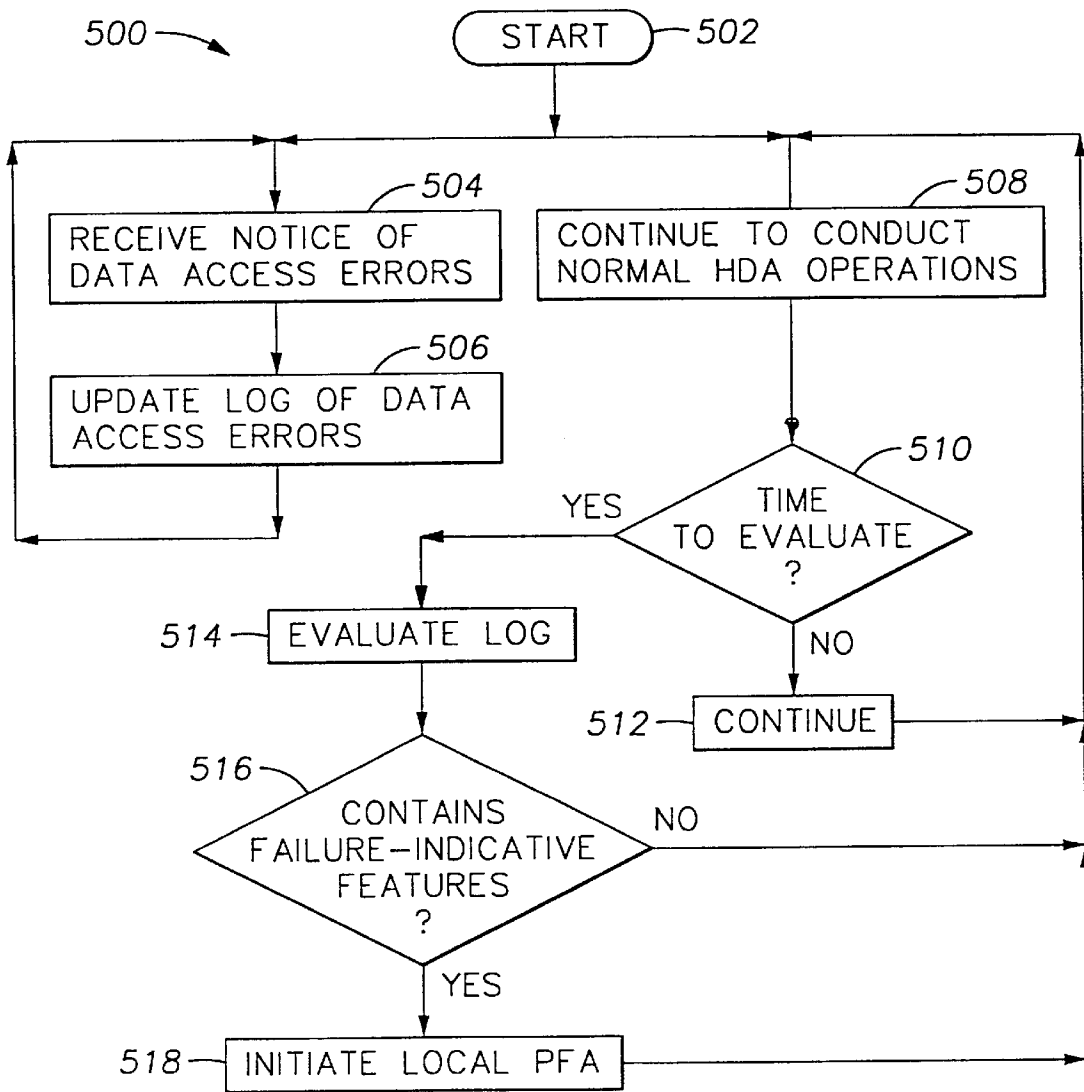 500
START
502
504
RECEIVE NOTICE OF
DATA ACCESS ERRORS
508
CONTINUE TO CONDUCT
NORMAL HDA OPERATIONS
506
UPDATE LOG OF DATA
ACCESS ERRORS
510
TIME
TO EVALUATE
?
YES
NO
514
EVALUATE LOG
512
CONTINUE
516
CONTAINS
FAILURE-INDICATIVE
FEATURES
?
NO
YES
518
INITIATE LOCAL PFA